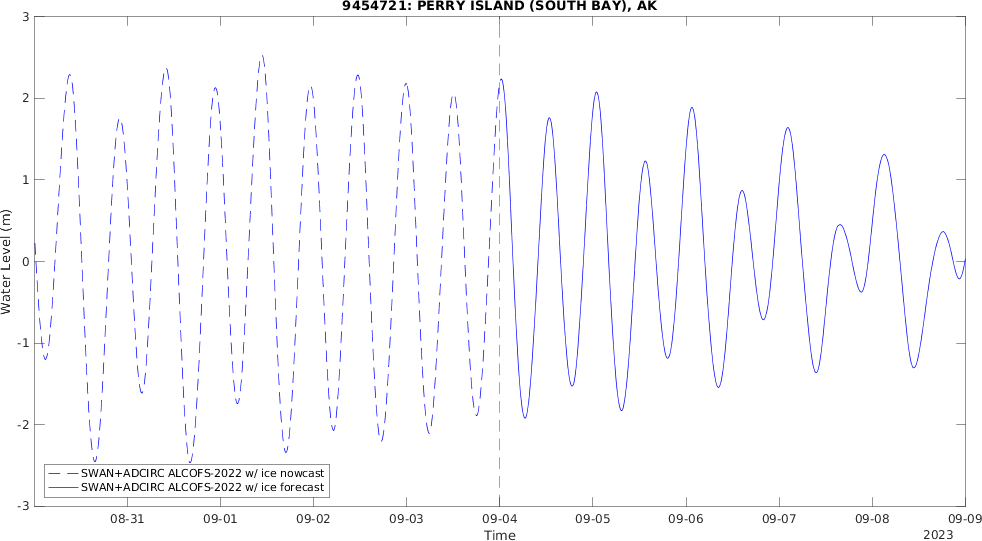 9454721: PERRY ISLAND (SOUTH BAY), AK
3
2
1
0
-1
-2
-3
Water Level (m)
SWAN+ADCIRC ALCOFS-2022 w/ ice nowcast
SWAN+ADCIRC ALCOFS-2022 w/ ice forecast
08-31 09-01 09-02 09-03 09-04 09-05 09-06 09-07 09-08 09-09
Time
2023